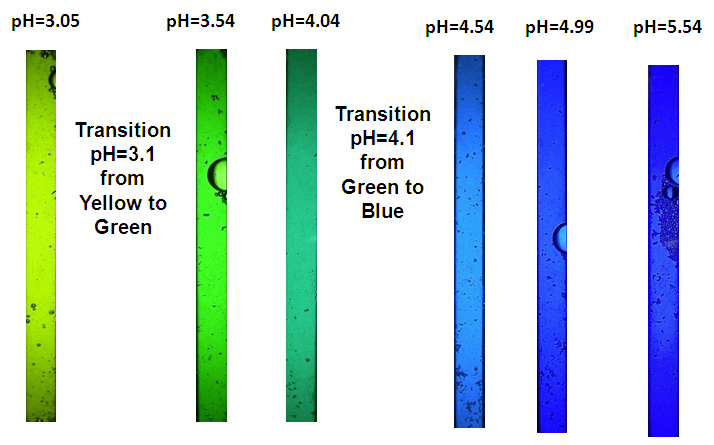 pH=3.05
pH=3.54
pH=4.04
pH=4.54
pH=4.99
pH=5.54
Transition
pH=3.1
from
Yellow to
Green
Transition
pH=4.1
from
Green to
Blue